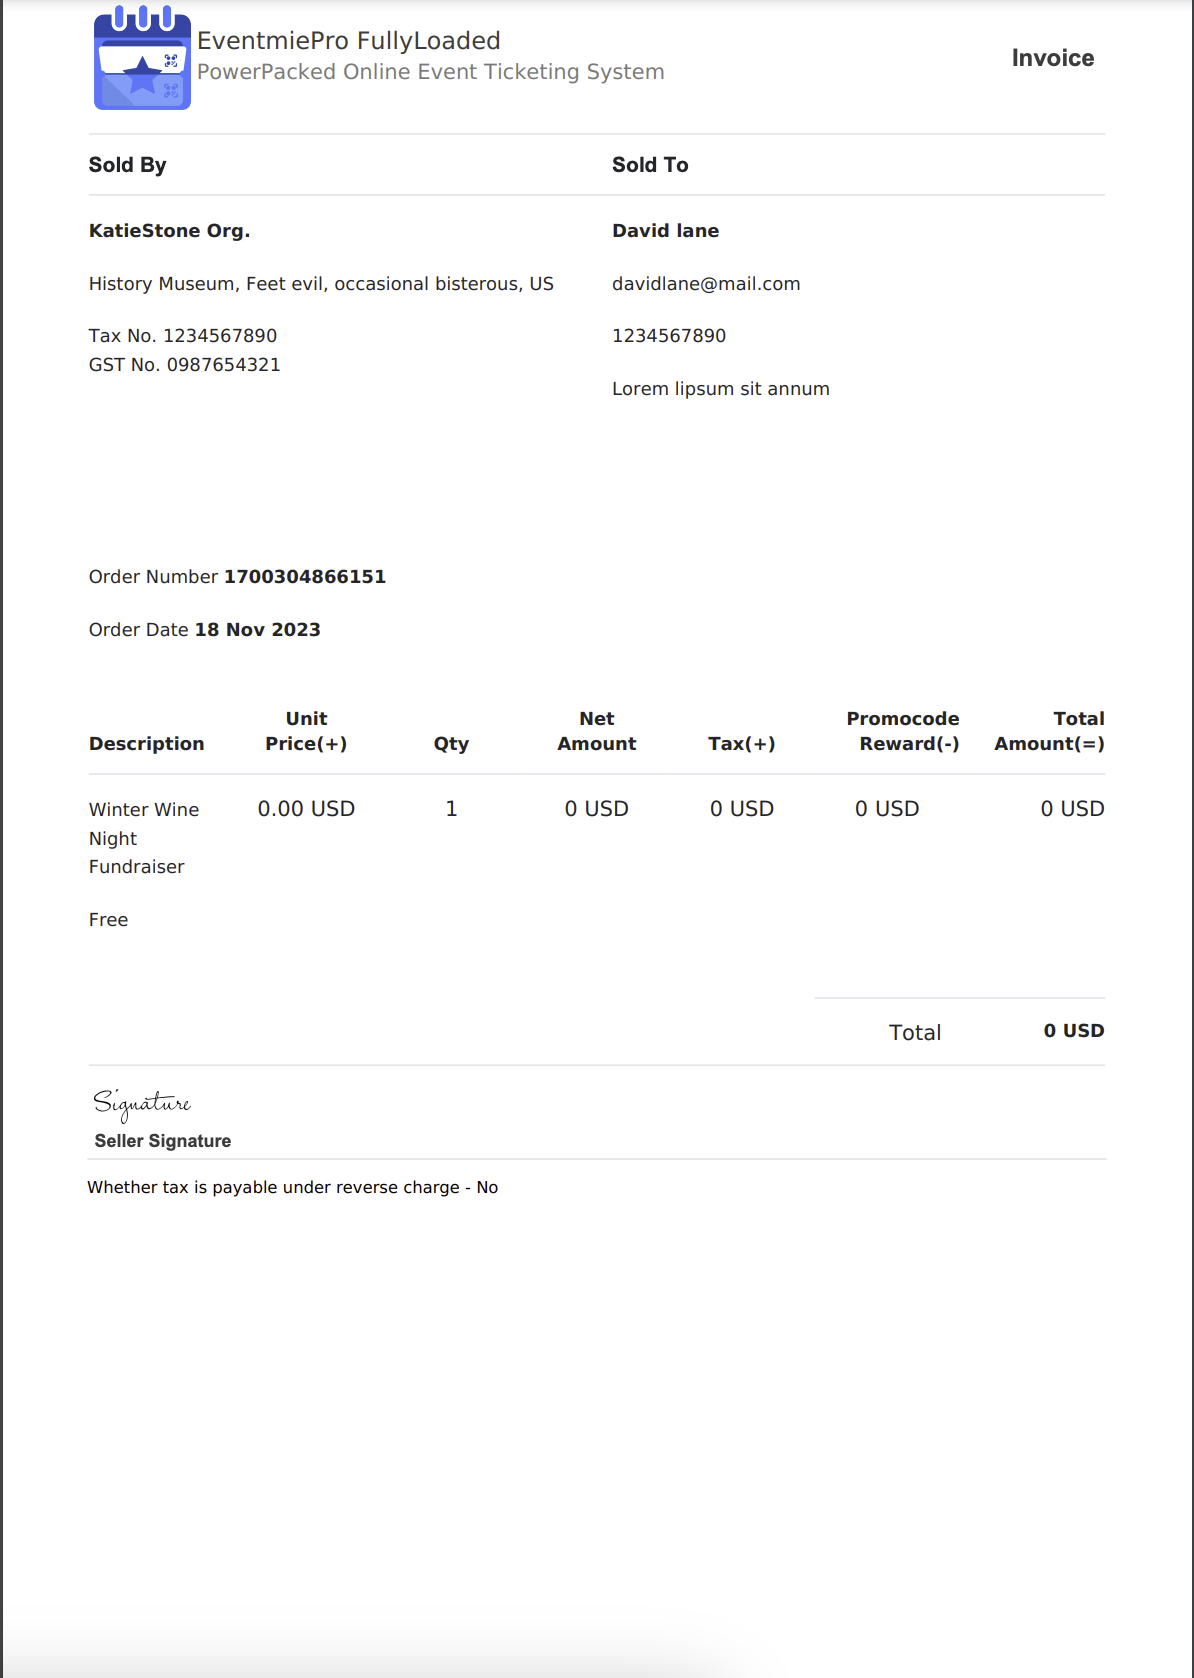 EventmiePro FullyLoaded
PowerPacked Online Event Ticketing System
Invoice
Sold By
Sold To
KatieStone Org.
David lane
History Museum, Feet evil, occasional bisterous, US
davidlane@mail.com
Tax No. 1234567890
1234567890
GST No. 0987654321
Lorem lipsum sit annum
Order Number 1700304866151
Order Date 18 Nov 2023
Description
Unit
Price(+)
Qty
Net
Amount
Tax(+)
Promocode
Reward(-)
Total
Amount(=)
Winter Wine
Night
Fundraiser
Free
0.00 USD
1
0 USD
0 USD
0 USD
0 USD
Total 0 USD
Signature
Seller Signature
Whether tax is payable under reverse charge - No